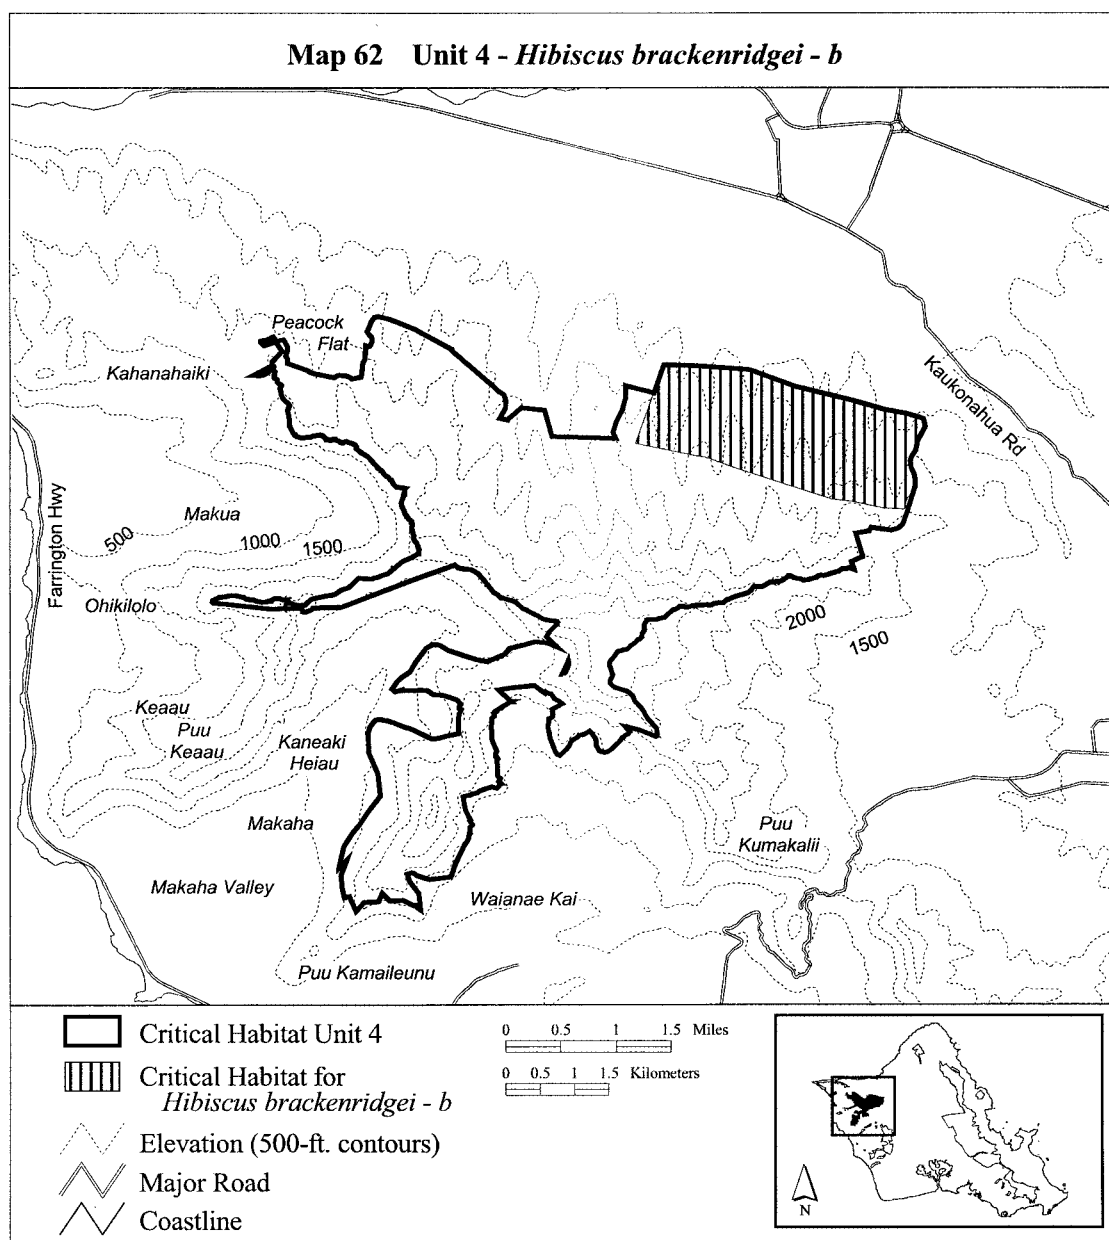 Map 62 Unit 4 - Hibiscus brackenridgei - b
Peacock
Flat
Kahanahaiki
Kaukonahua Rd
Farrington Hwy
Makua
500
1000
1500
Ohikilolo
2000
1500
Keaau
Puu
Keaau
Kaneaki
Heiau
Makaha
Puu
Kumakalii
Makaha Valley
Waianae Kai
Puu Kamaileunu
Critical Habitat Unit 4
Critical Habitat for
Hibiscus brackenridgei - b
Elevation (500-ft. contours)
Major Road
Coastline
0 0.5 1 1.5 Miles
0 0.5 1 1.5 Kilometers
N